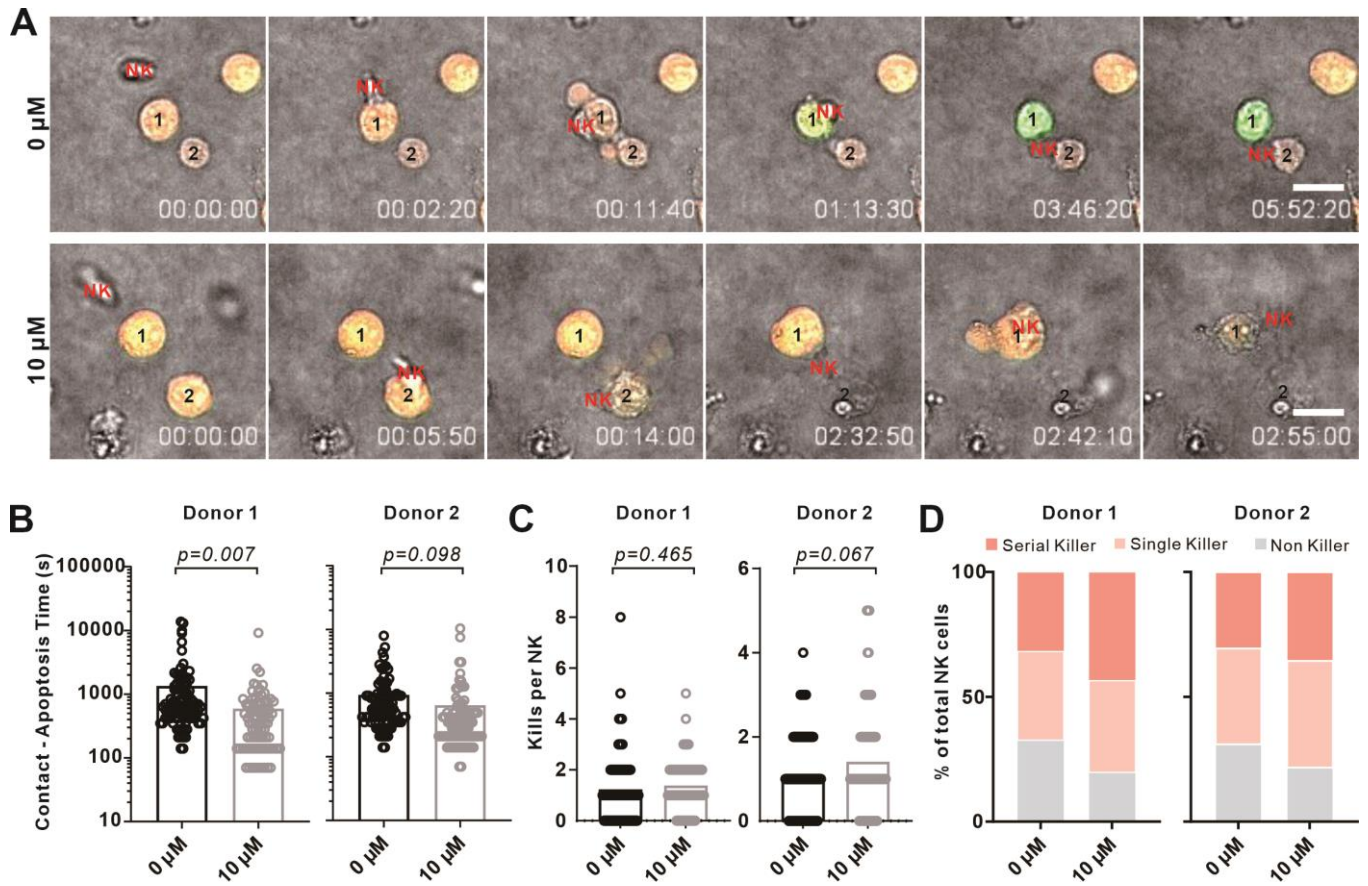 A
0 µM
NK
1
2
00:00:00
NK
1
2
00:02:20
NK
1
2
00:11:40
NK
1
2
01:13:30
1
NK
2
03:46:20
1
NK
2
05:52:20
10 µM
NK
1
2
00:00:00
1
NK
2
00:05:50
1
NK
2
00:14:00
1
NK
2
02:32:50
NK
1
2
02:42:10
NK
1
2
02:55:00
B
Donor 1
Donor 2
p=0.007
p=0.098
Contact - Apoptosis Time (s)
100000
10000
1000
100
10
0 µM
10 µM
0 µM
10 µM
C
Donor 1
Donor 2
p=0.465
p=0.067
Kills per NK
10
8
6
4
2
0
6
4
2
0
0 µM
10 µM
0 µM
10 µM
D
Donor 1
Donor 2
Serial Killer Single Killer Non Killer
% of total NK cells
100
50
0
0 µM
10 µM
0 µM
10 µM